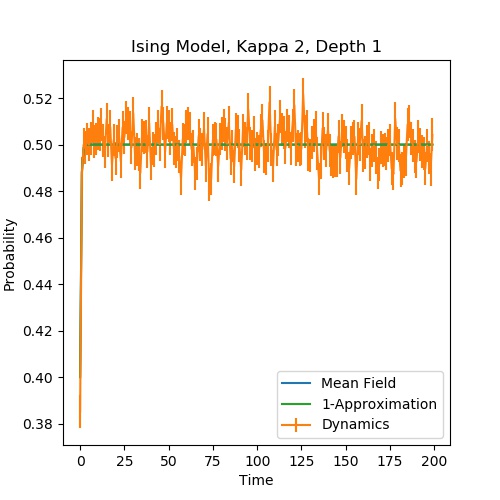 Ising Model, Kappa 2, Depth 1
Probability
0.52
0.50
0.48
0.46
0.44
0.42
0.40
0.38
Mean Field
1-Approximation
Dynamics
0
25
50
75
100
125
150
175
200
Time